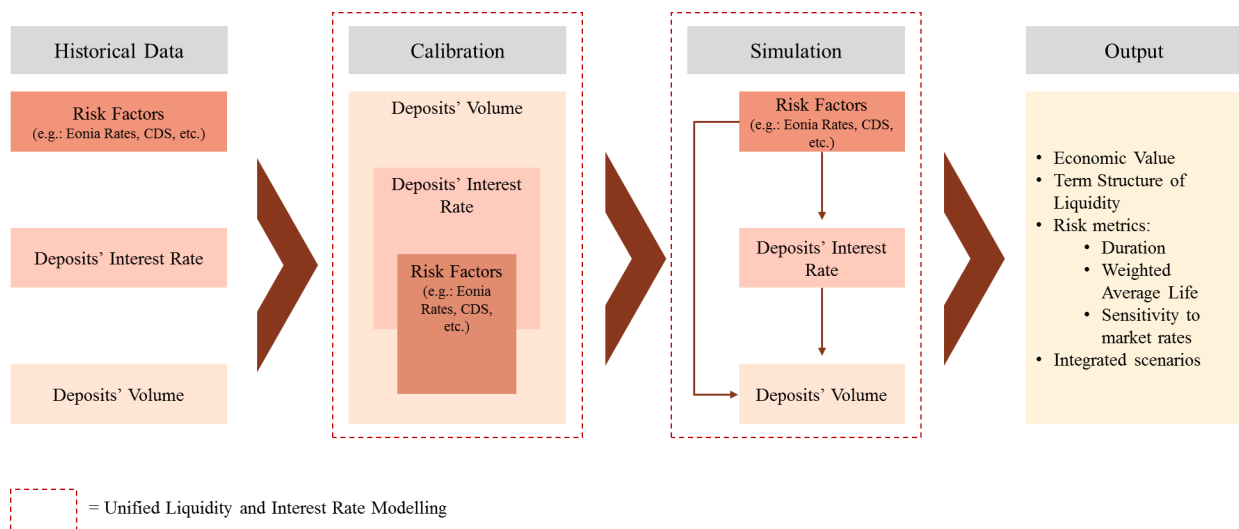 Historical Data
Risk Factors
(e.g.: Eonia Rates, CDS, etc.)
Deposits’ Interest Rate
Deposits’ Volume
Calibration
Deposits’ Volume
Deposits’ Interest
Rate
Risk Factors
(e.g.: Eonia
Rates, CDS,
etc.)
Simulation
Risk Factors
(e.g.: Eonia Rates, CDS,
etc.)
Deposits’ Interest
Rate
Deposits’ Volume
Output
• Economic Value
• Term Structure of
Liquidity
• Risk metrics:
• Duration
• Weighted
Average Life
• Sensitivity to
market rates
• Integrated scenarios
= Unified Liquidity and Interest Rate Modelling